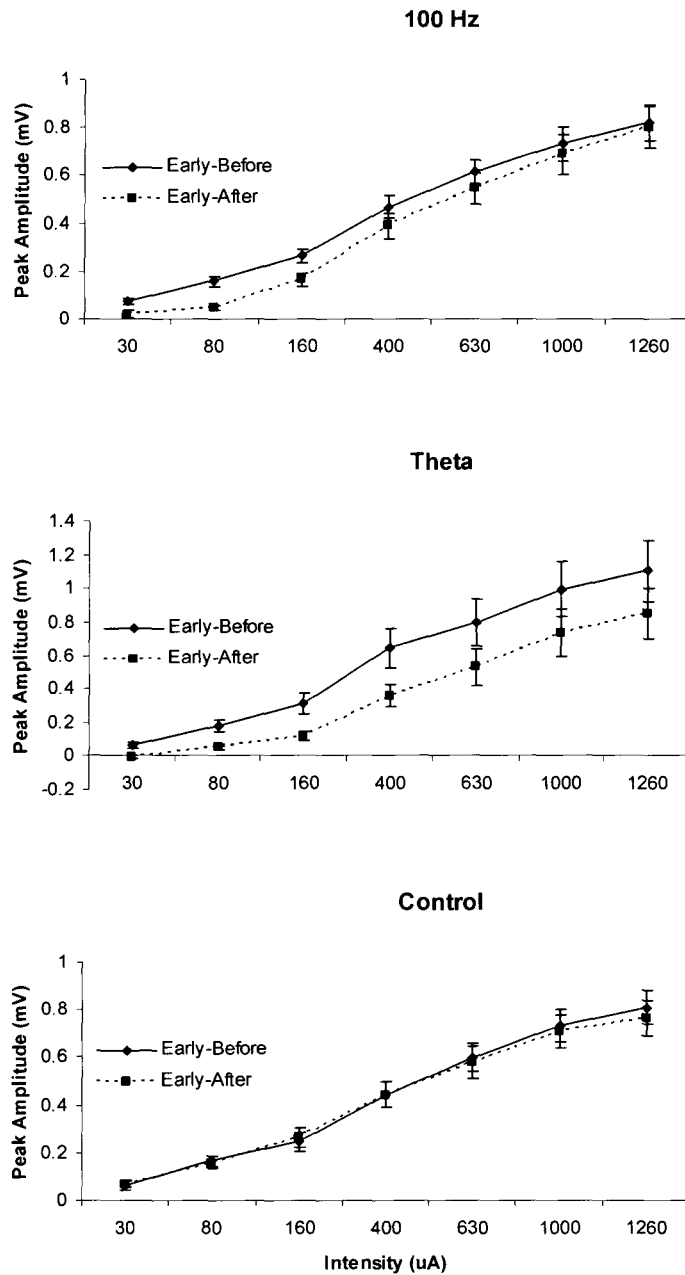 100 Hz
1
0.8
0.6
0.4
0.2
0
Peak Amplitude (mV)
Early-Before
Early-After
30 80 160 400 630 1000 1260
Theta
1.4
1.2
1
0.8
0.6
0.4
0.2
0
-0.2
Peak Amplitude (mV)
Early-Before
Early-After
30 80 160 400 630 1000 1260
Control
1
0.8
0.6
0.4
0.2
0
Peak Amplitude (mV)
Early-Before
Early-After
30 80 160 400 630 1000 1260
Intensity (uA)